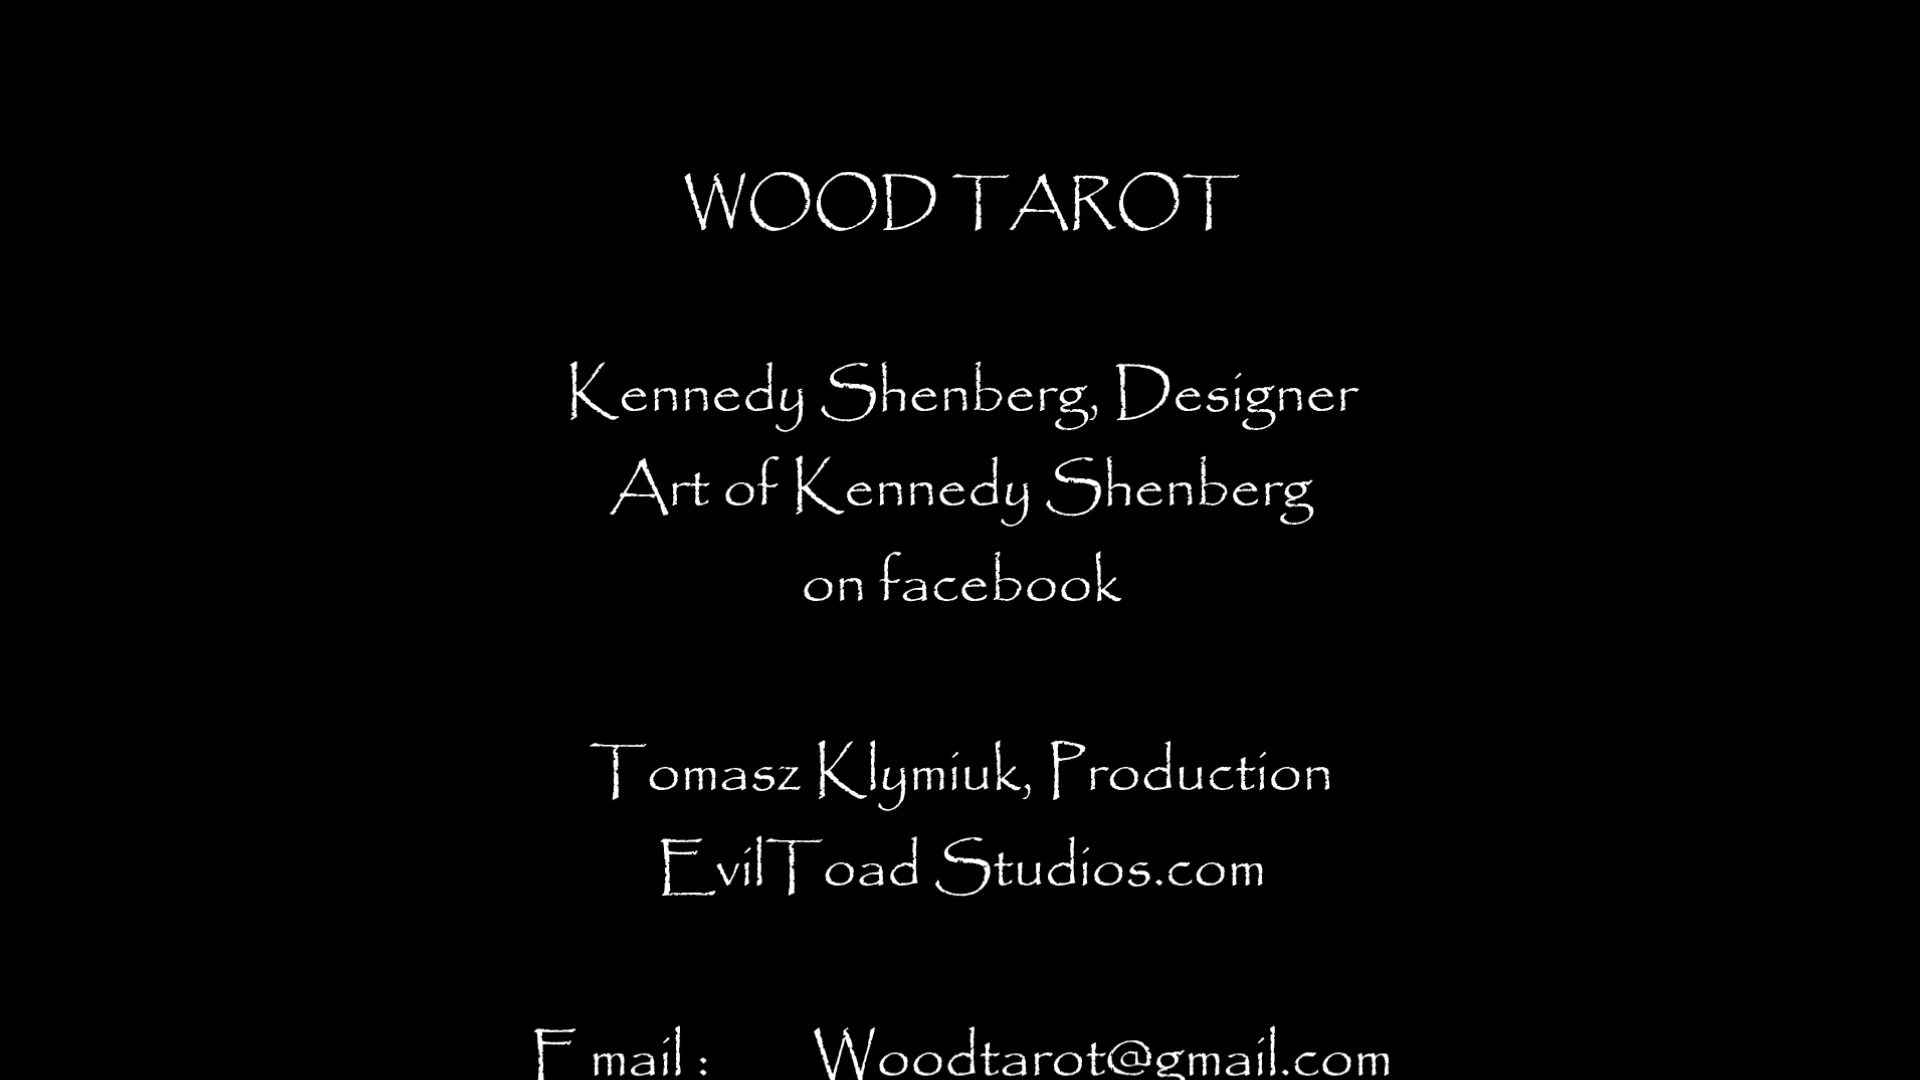 WOOD TAROT
Kennedy Shenberg, Designer
Art of Kennedy Shenberg
on facebook
Tomasz Klymiuk, Production
EvilToad Studios.com
Email : Woodtarot@gmail.com